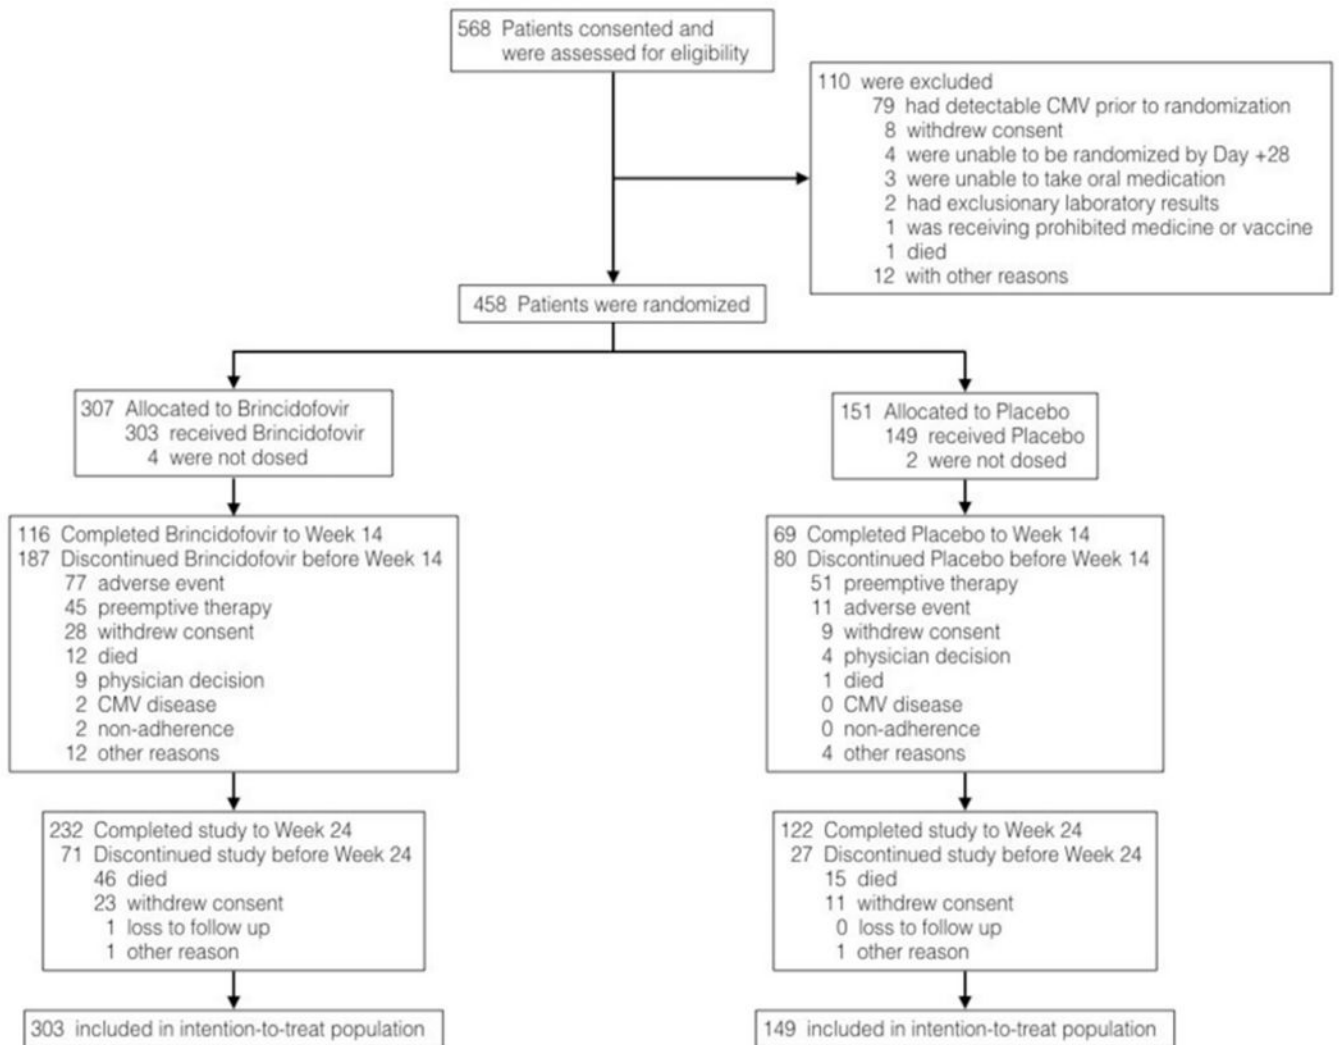 568 Patients consented and
were assessed for eligibility
110 were excluded
79 had detectable CMV prior to randomization
8 withdrew consent
4 were unable to be randomized by Day +28
3 were unable to take oral medication
2 had exclusionary laboratory results
1 was receiving prohibited medicine or vaccine
1 died
12 with other reasons
458 Patients were randomized
307 Allocated to Brincidofovir
303 received Brincidofovir
4 were not dosed
151 Allocated to Placebo
149 received Placebo
2 were not dosed
116 Completed Brincidofovir to Week 14
187 Discontinued Brincidofovir before Week 14
77 adverse event
45 preemptive therapy
28 withdrew consent
12 died
9 physician decision
2 CMV disease
2 non-adherence
12 other reasons
69 Completed Placebo to Week 14
80 Discontinued Placebo before Week 14
51 preemptive therapy
11 adverse event
9 withdrew consent
4 physician decision
1 died
0 CMV disease
0 non-adherence
4 other reasons
232 Completed study to Week 24
71 Discontinued study before Week 24
46 died
23 withdrew consent
1 loss to follow up
1 other reason
122 Completed study to Week 24
27 Discontinued study before Week 24
15 died
11 withdrew consent
0 loss to follow up
1 other reason
303 included in intention-to-treat population
149 included in intention-to-treat population